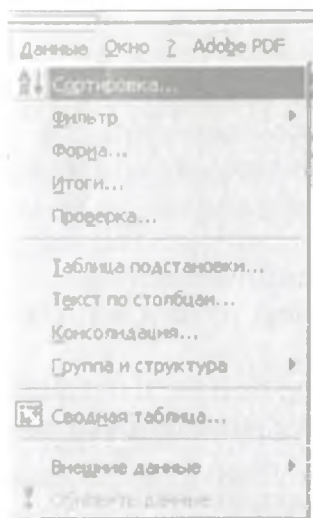 Данные Окно ? Adobe PDF
Сортировка...
Фильтр
Форма...
Итоги...
Проверка...
Таблица подстановки...
Текст по столбцам...
Консолидация...
Группа и структура
Сводная таблица...
Внешние данные
Обновить данные